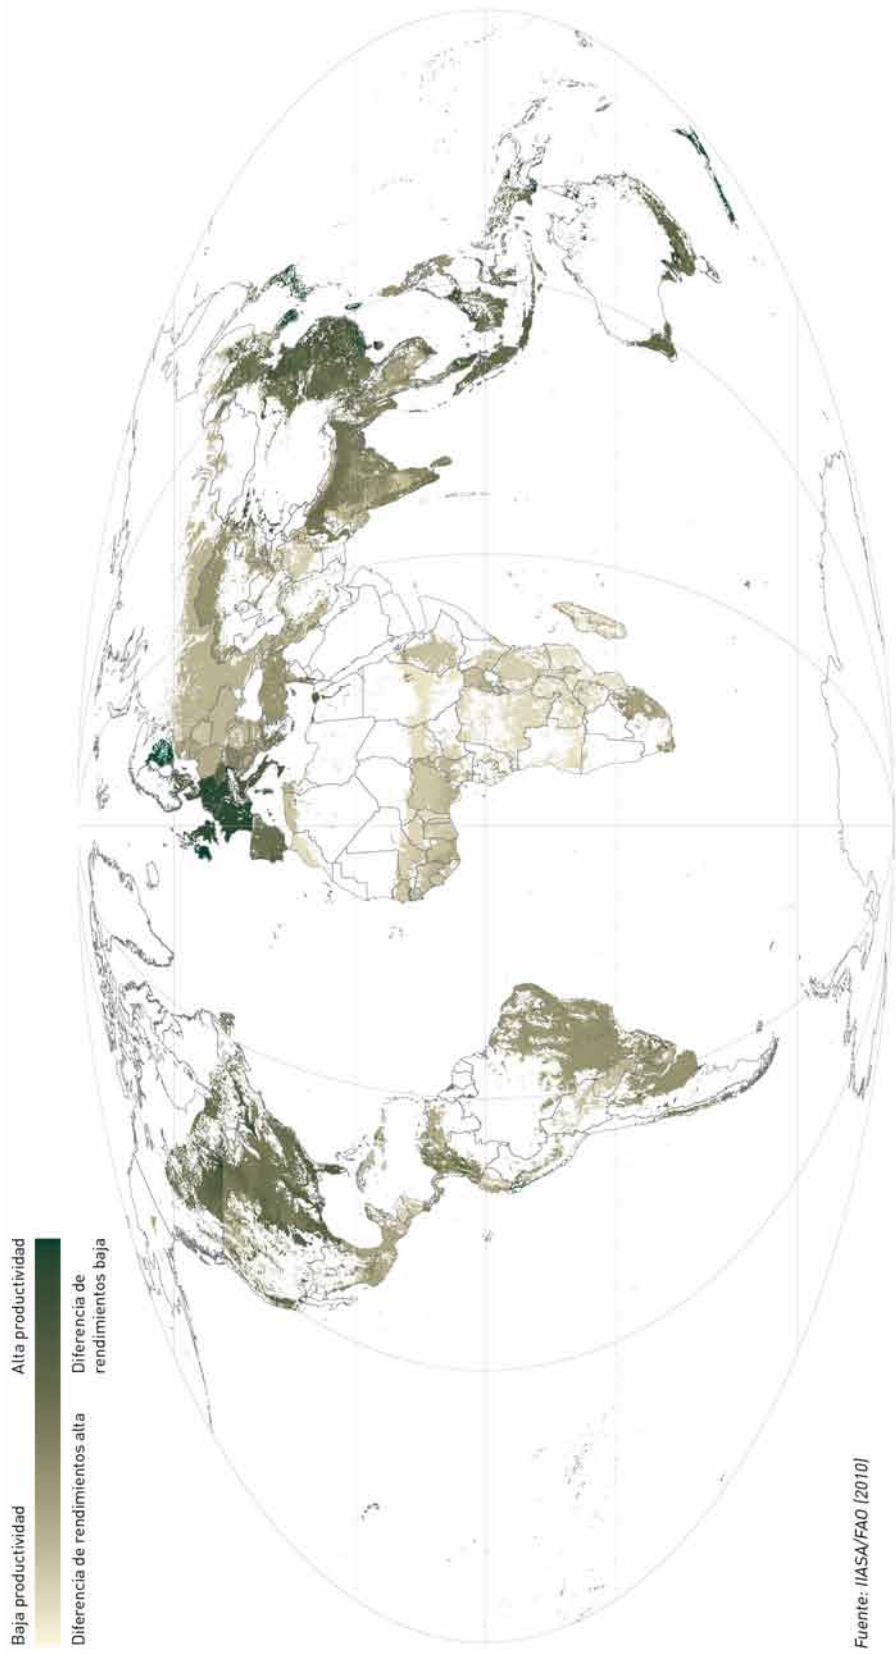 Baja productividad
Alta productividad
Diferencia de rendimientos alta
Diferencia de
rendimientos baja
Fuente: IIASA/FAO (2010)